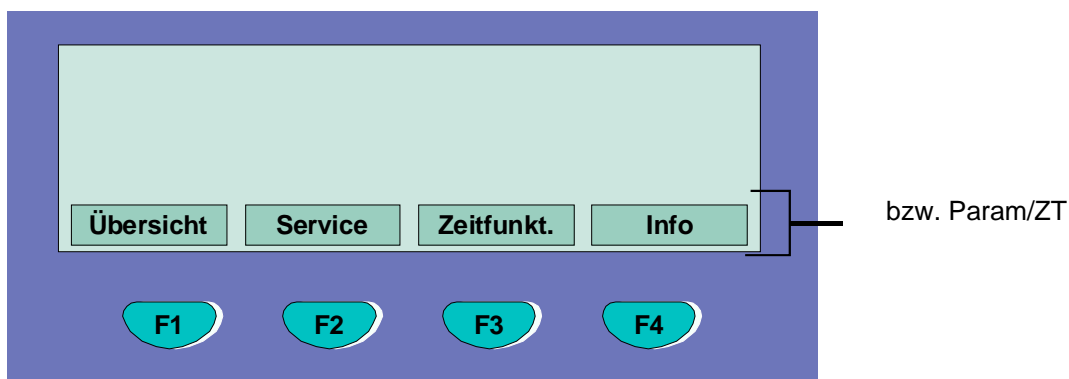 Übersicht Service Zeitfunkt. Info
bzw. Param/ZT
F1 F2 F3 F4